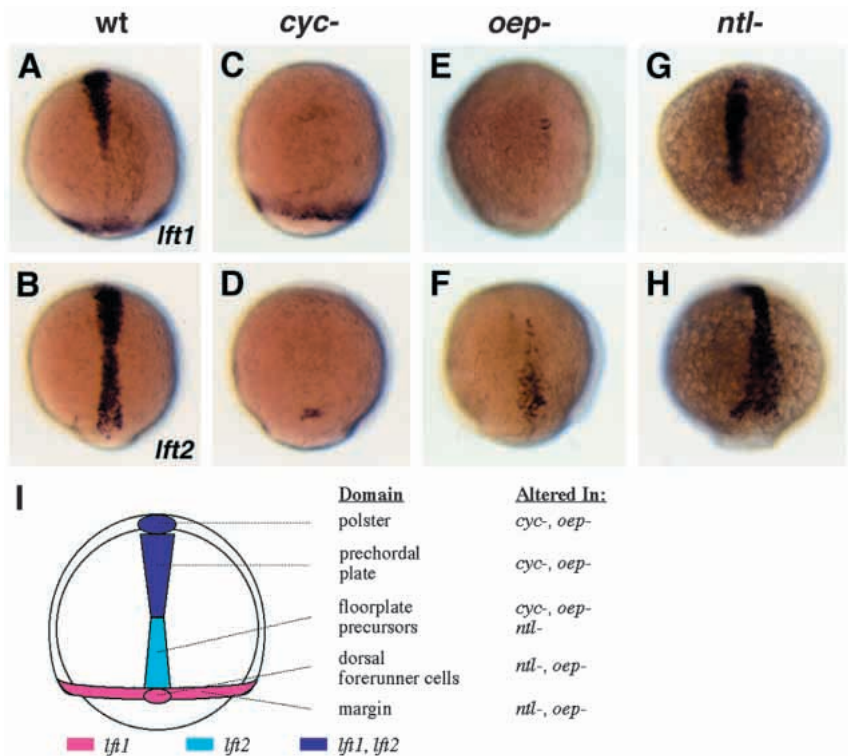 wt cyc- oep- ntl-
A C E G
lft1
B D F H
lft2
I
Domain Altered In:
polster cyc-, oep-
prechordal
plate cyc-, oep-
floorplate cyc-, oep-
precursors ntl-
dorsal
forerunner cells ntl-, oep-
margin ntl-, oep-
lft1 lft2 lft1, lft2